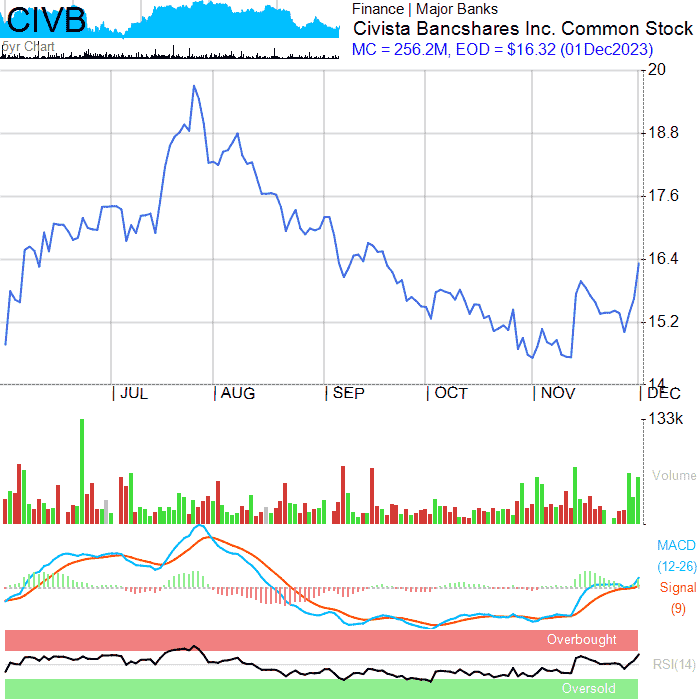 CIVB
5yr Chart
Finance | Major Banks
Civista Bancshares Inc. Common Stock
MC = 256.2M, EOD = $16.32 (01Dec2023)
20
18.8
17.6
16.4
15.2
14
JUL AUG SEP OCT NOV DEC
133k
Volume
MACD
(12-26)
Signal
(9)
Overbought
RSI(14)
Oversold